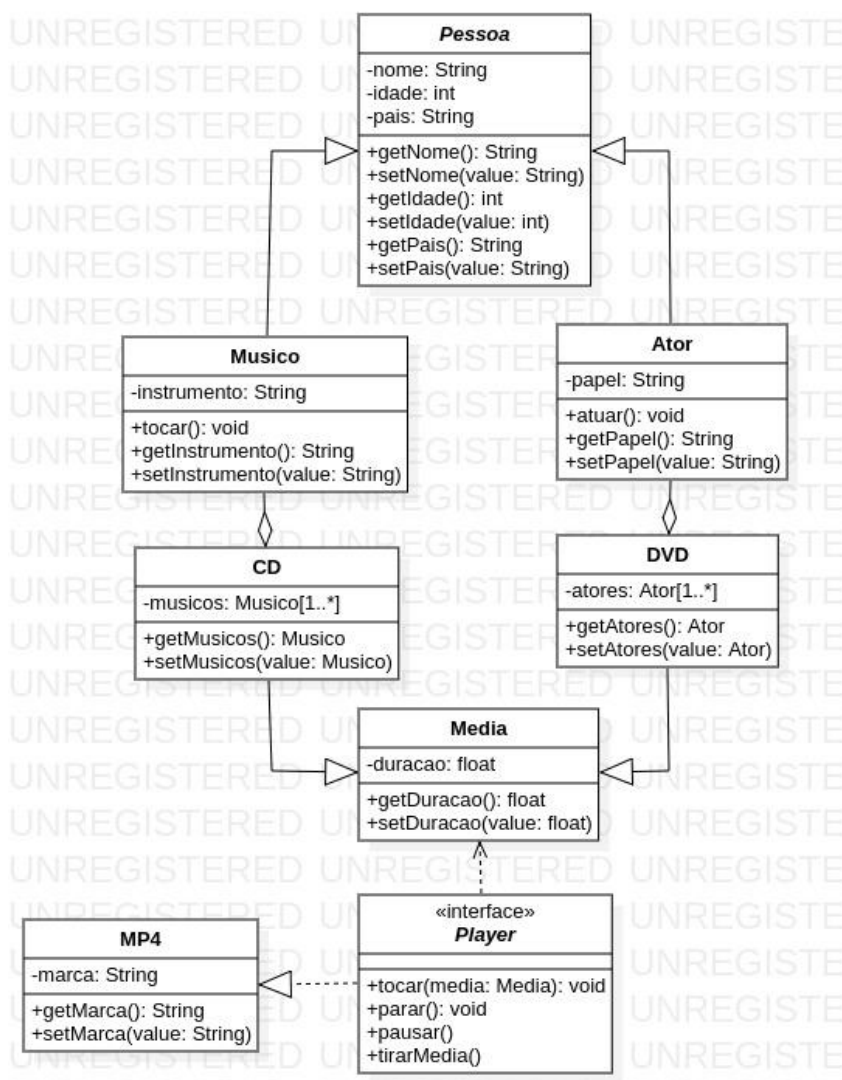 Pessoa
-nome: String
-idade: int
-pais: String
+getNome(): String
+setNome(value: String)
+getIdade(): int
+setIdade(value: int)
+getPais(): String
+setPais(value: String)
Musico
-instrumento: String
+tocar(): void
+getInstrumento(): String
+setInstrumento(value: String)
Ator
-papel: String
+atuar(): void
+getPapel(): String
+setPapel(value: String)
CD
-musicos: Musico[1..*]
+getMusicos(): Musico
+setMusicos(value: Musico)
DVD
-atores: Ator[1..*]
+getAtores(): Ator
+setAtores(value: Ator)
Media
-duracao: float
+getDuracao(): float
+setDuracao(value: float)
MP4
-marca: String
+getMarca(): String
+setMarca(value: String)
«interface»
Player
+tocar(media: Media): void
+parar(): void
+pausar()
+tirarMedia()
UNREGISTERED